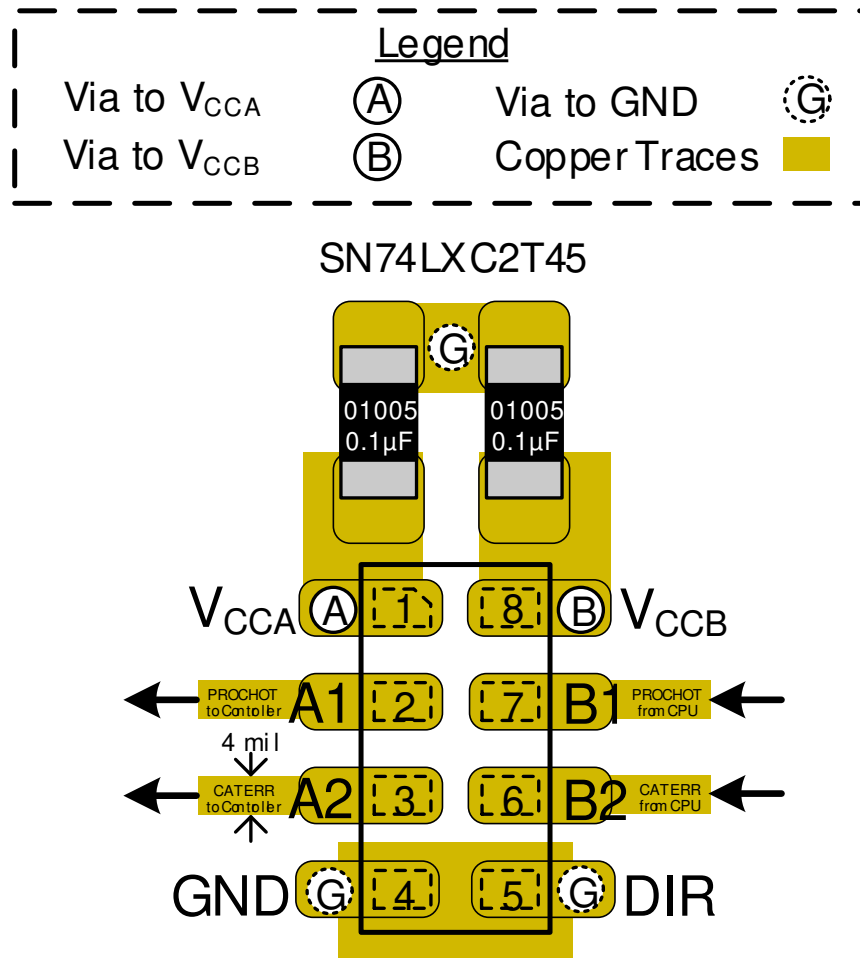 Legend
Via to VCCA A Via to GND G
Via to VCCB B Copper Traces
SN74LXC2T45
G
01005 01005
0.1µF 0.1µF
VCCA A 1 8 B VCCB
PROCHOT to Contoller A1 2 7 B1 PROCHOT from CPU
4 mil
CATERR to Contoller A2 3 6 B2 CATERR from CPU
GND G 4 5 G DIR